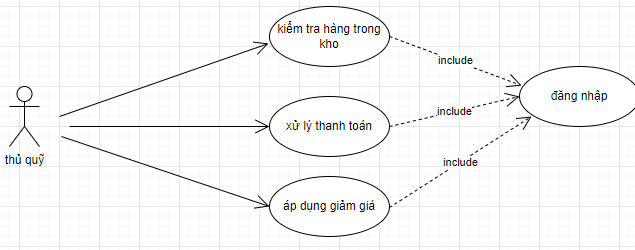 kiểm tra hàng trong
kho
include
đăng nhập
include
xử lý thanh toán
thủ quỹ
include
áp dụng giảm giá